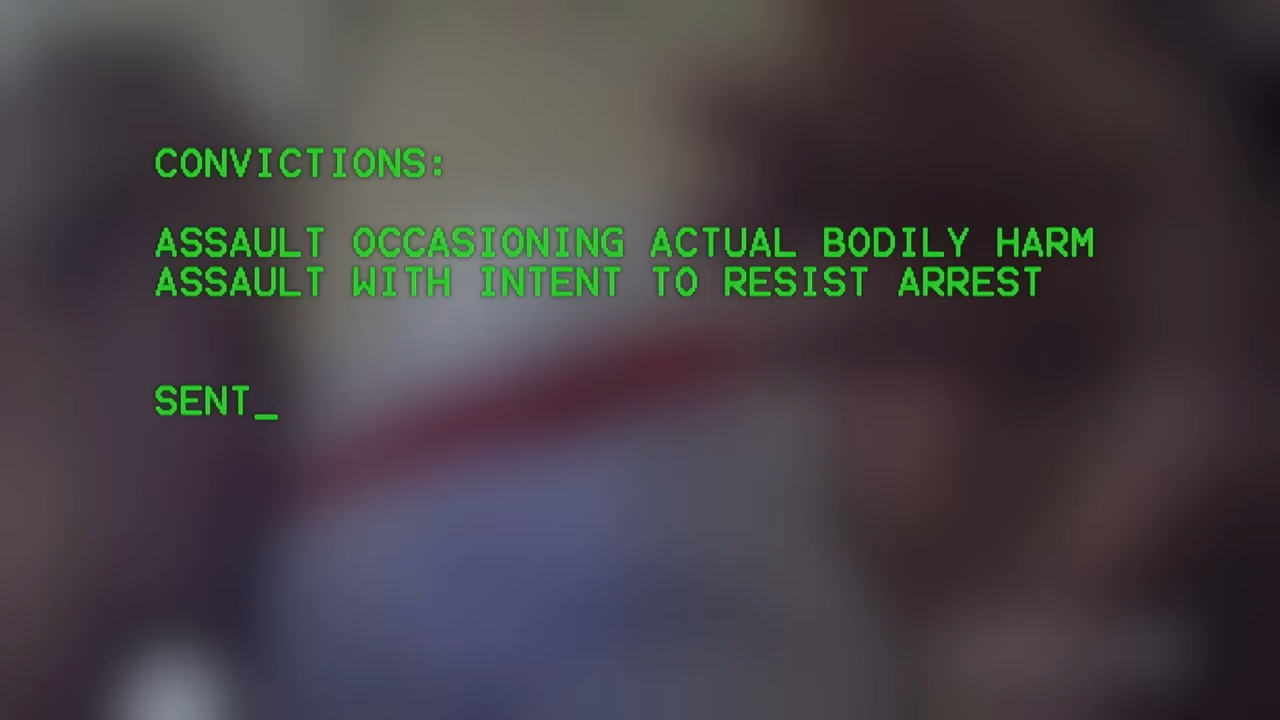 CONVICTIONS:
ASSAULT OCCASIONING ACTUAL BODILY HARM
ASSAULT WITH INTENT TO RESIST ARREST
SENT_